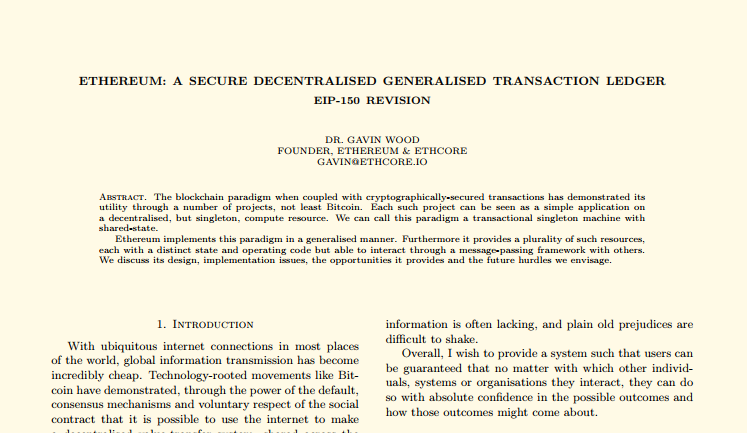 ETHEREUM: A SECURE DECENTRALISED GENERALISED TRANSACTION LEDGER
EIP-150 REVISION
DR. GAVIN WOOD
FOUNDER, ETHEREUM & ETHCORE
GAVIN@ETHCORE.IO
Abstract. The blockchain paradigm when coupled with cryptographically-secured transactions has demonstrated its
utility through a number of projects, not least Bitcoin. Each such project can be seen as a simple application on
a decentralised, but singleton, compute resource. We can call this paradigm a transactional singleton machine with
shared-state.
Ethereum implements this paradigm in a generalised manner. Furthermore it provides a plurality of such resources,
each with a distinct state and operating code but able to interact through a message-passing framework with others.
We discuss its design, implementation issues, the opportunities it provides and the future hurdles we envisage.
1. Introduction
With ubiquitous internet connections in most places
of the world, global information transmission has become
incredibly cheap. Technology-rooted movements like Bit-
coin have demonstrated, through the power of the default,
consensus mechanisms and voluntary respect of the social
contract that it is possible to use the internet to make
a decentralised value-transfer system, shared across the
information is often lacking, and plain old prejudices are
difficult to shake.
Overall, I wish to provide a system such that users can
be guaranteed that no matter with which other individ-
uals, systems or organisations they interact, they can do
so with absolute confidence in the possible outcomes and
how those outcomes might come about.